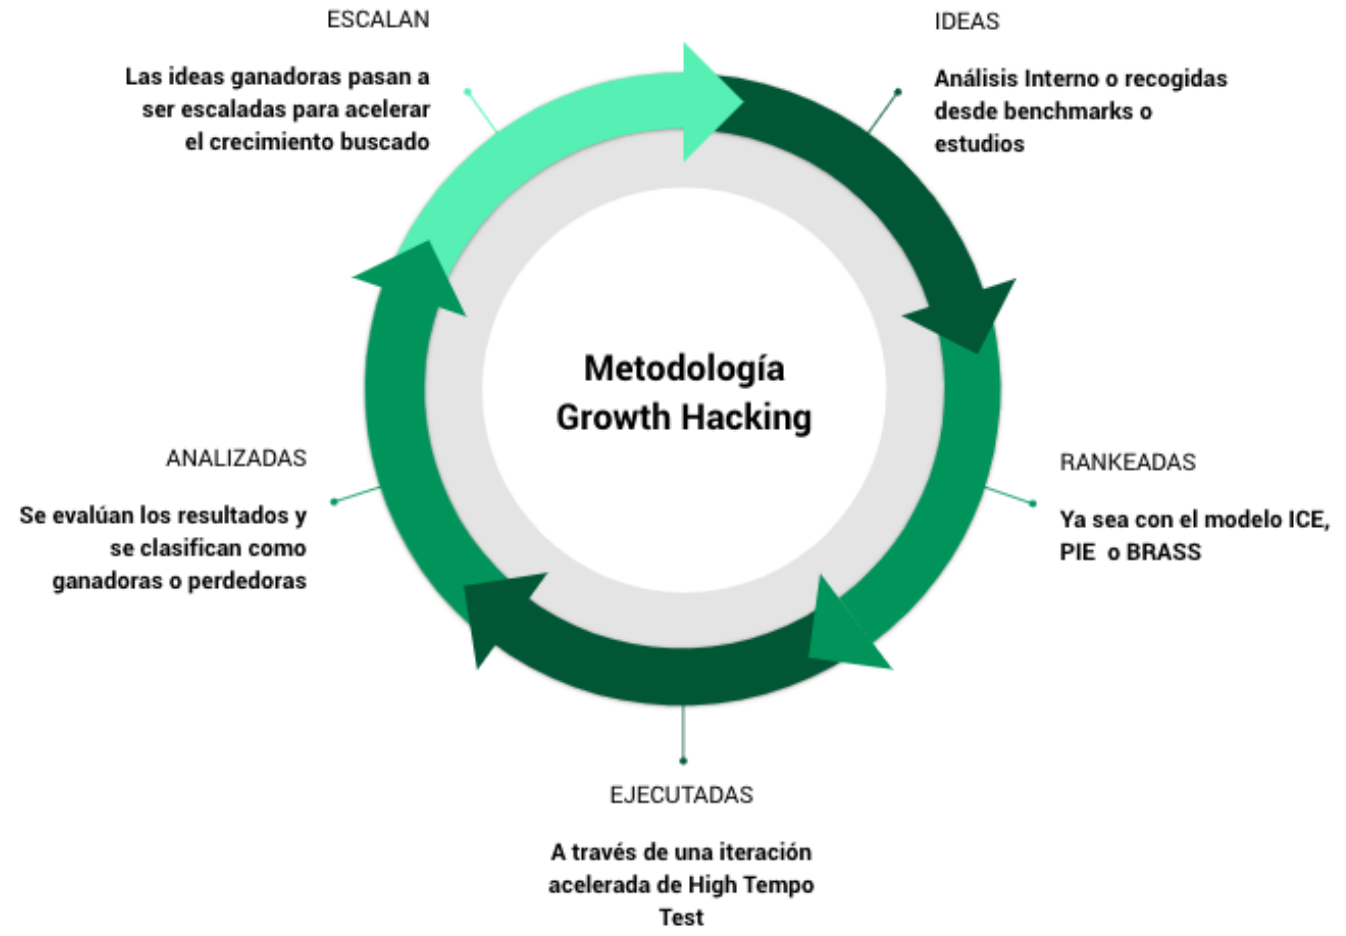 ESCALAN
Las ideas ganadoras pasan a
ser escaladas para acelerar
el crecimiento buscado
IDEAS
Análisis Interno o recogidas
desde benchmarks o
estudios
Metodología
Growth Hacking
ANALIZADAS
Se evalúan los resultados y
se clasifican como
ganadoras o perdedoras
RANKEADAS
Ya sea con el modelo ICE,
PIE o BRASS
EJECUTADAS
A través de una iteración
acelerada de High Tempo
Test